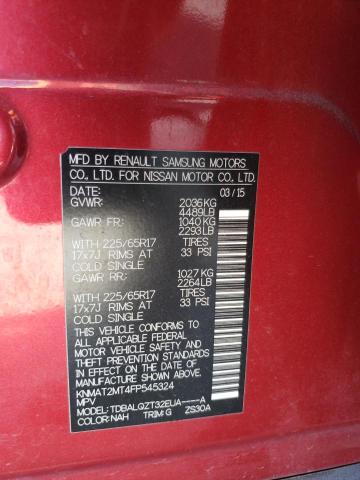 MFD BY RENAULT SAMSUNG MOTORS
CO., LTD. FOR NISSAN MOTOR CO., LTD.
DATE: 03/15
GVWR: 2036KG
4489LB
GAWR FR: 1040KG
2293LB
WITH 225/65R17 TIRES
17x7J RIMS AT 33 PSI
COLD SINGLE
GAWR RR: 1027KG
2264LB
WITH 225/65R17 TIRES
17x7J RIMS AT 33 PSI
COLD SINGLE
THIS VEHICLE CONFORMS TO
ALL APPLICABLE FEDERAL
MOTOR VEHICLE SAFETY AND
THEFT PREVENTION STANDARDS
IN EFFECT ON THE DATE OF
MANUFACTURE SHOWN ABOVE.
KNMAT2MT4FP545324
MPV
MODEL:TDBALGZT32EUA----A
COLOR:NAH TRIM:G ZS30A